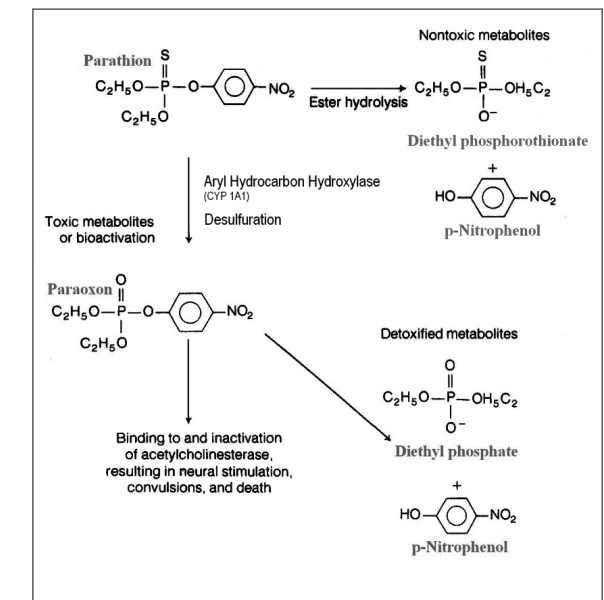 Nontoxic metabolites
Parathion
S
C2H5O—P—O—NO2
C2H5O
Ester hydrolysis
S
C2H5O—P—OH5C2
O-
Diethyl phosphorothionate
+
HO—NO2
p-Nitrophenol
Aryl Hydrocarbon Hydroxylase
(CYP 1A1)
Desulfuration
Toxic metabolites
or bioactivation
Paraoxon
O
C2H5O—P—O—NO2
C2H5O
Detoxified metabolites
O
C2H5O—P—OH5C2
O-
Diethyl phosphate
+
HO—NO2
p-Nitrophenol
Binding to and inactivation
of acetylcholinesterase,
resulting in neural stimulation,
convulsions, and death